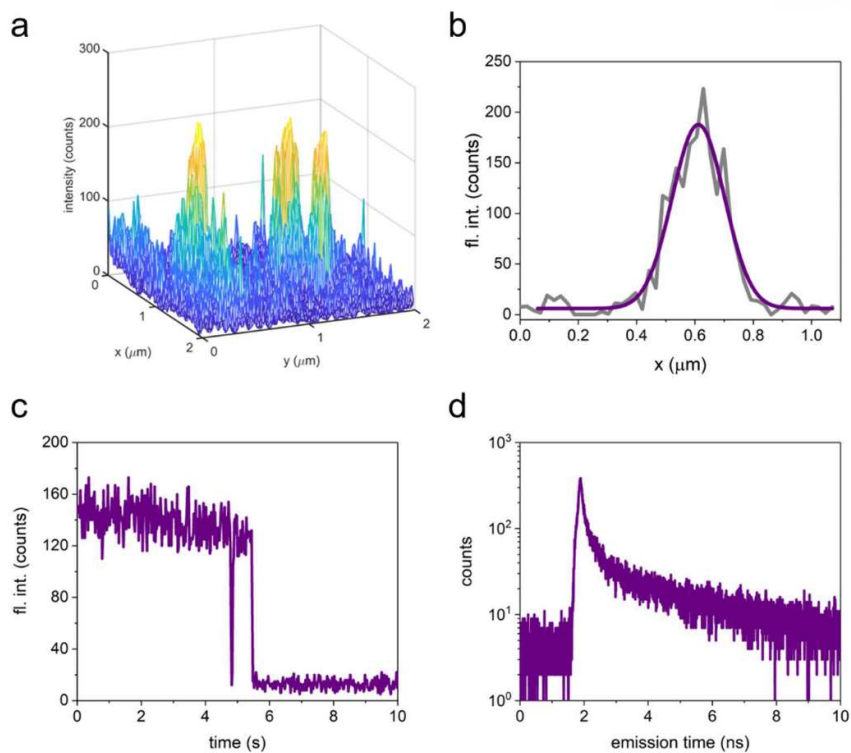 a
300
200
100
0
intensity (counts)
0
1
2
x (μm)
0
1
2
y (μm)
b
250
200
150
100
50
0
fl. int. (counts)
0.0 0.2 0.4 0.6 0.8 1.0
x (μm)
c
200
160
120
80
40
0
fl. int. (counts)
0 2 4 6 8 10
time (s)
d
10³
10²
10¹
10⁰
counts
0 2 4 6 8 10
emission time (ns)